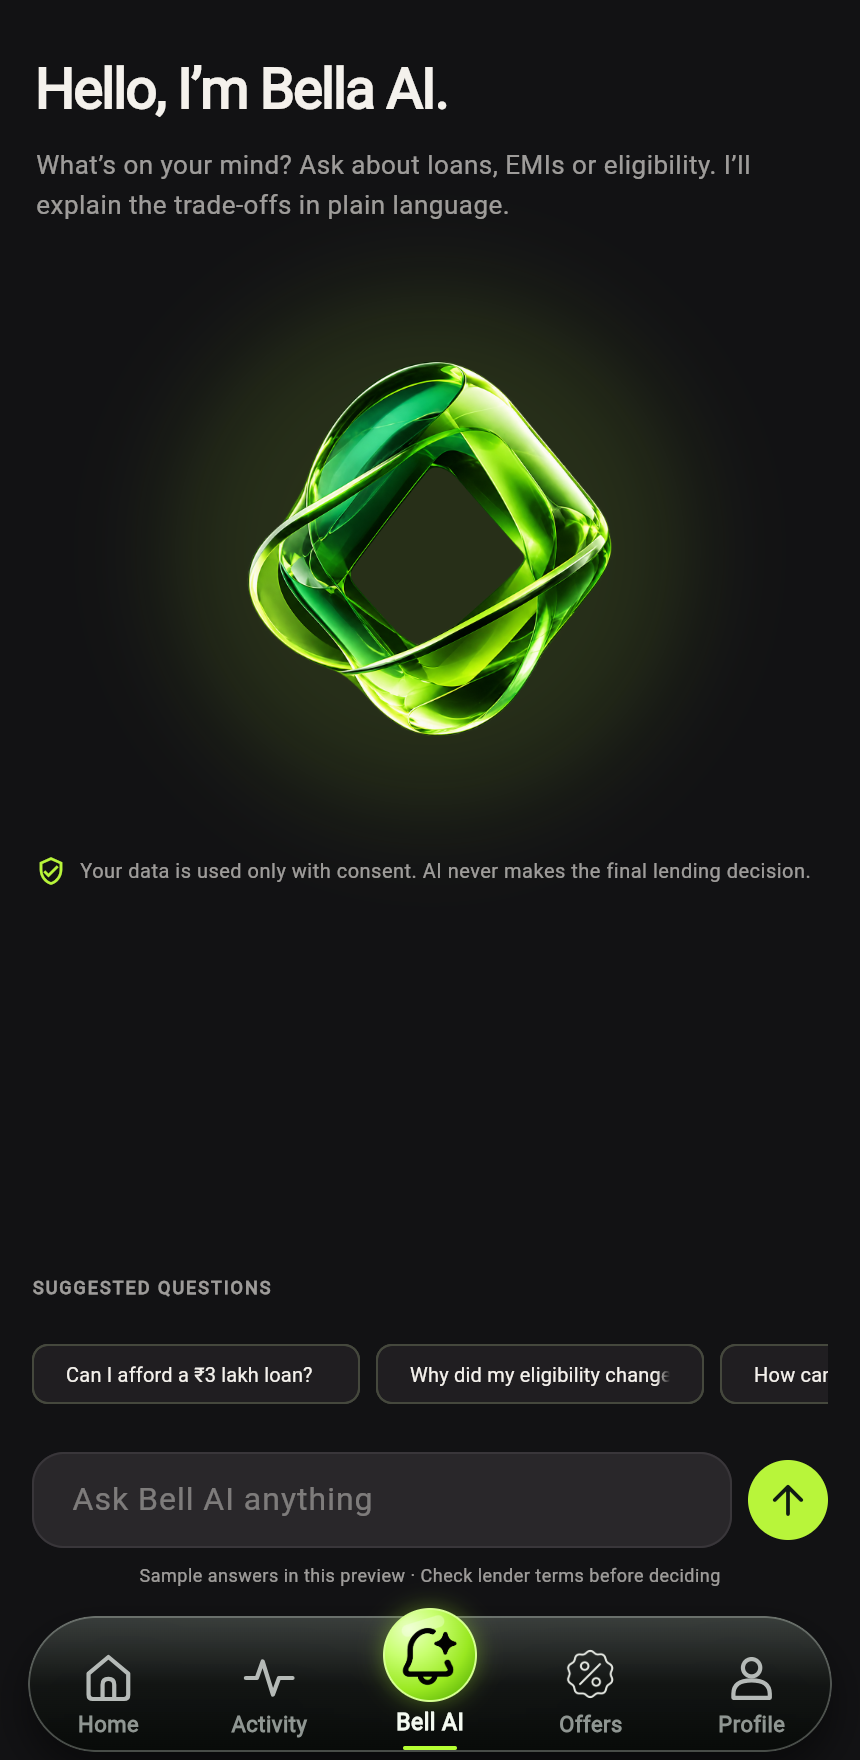 Hello, I’m Bella AI.
What’s on your mind? Ask about loans, EMIs or eligibility. I’ll
explain the trade-offs in plain language.
Your data is used only with consent. AI never makes the final lending decision.
SUGGESTED QUESTIONS
Can I afford a ₹3 lakh loan?
Why did my eligibility change
How can
Ask Bell AI anything
Sample answers in this preview · Check lender terms before deciding
Home
Activity
Bell AI
Offers
Profile